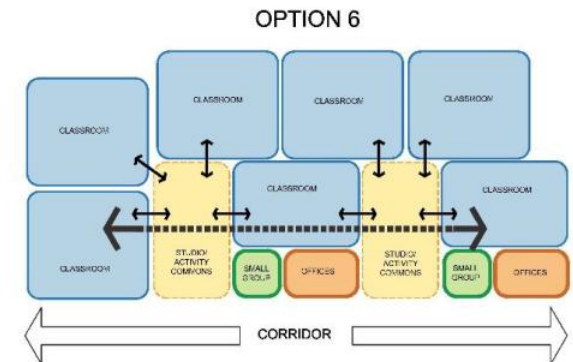 OPTION 6
CLASSROOM
CLASSROOM
CLASSROOM
CLASSROOM
CLASSROOM
CLASSROOM
CLASSROOM
STUDIO/
ACTIVITY
COMMONS
SMALL
GROUP
OFFICES
STUDIO/
ACTIVITY
COMMONS
SMALL
GROUP
OFFICES
CORRIDOR